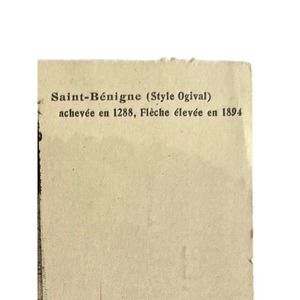 Saint-Bénigne (Style Ogival)
achevée en 1288, Flèche élevée en 1894